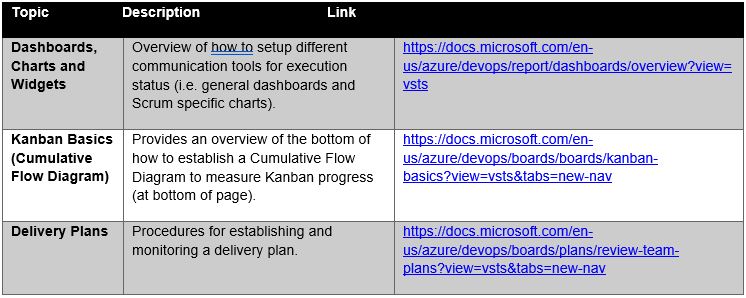 Topic Description Link
Dashboards,
Charts and
Widgets
Overview of how to setup different
communication tools for execution
status (i.e. general dashboards and
Scrum specific charts).
https://docs.microsoft.com/en-
us/azure/devops/report/dashboards/overview?view=
vsts
Kanban Basics
(Cumulative
Flow Diagram)
Provides an overview of the bottom of
how to establish a Cumulative Flow
Diagram to measure Kanban progress
(at bottom of page).
https://docs.microsoft.com/en-
us/azure/devops/boards/boards/kanban-
basics?view=vsts&tabs=new-nav
Delivery Plans
Procedures for establishing and
monitoring a delivery plan.
https://docs.microsoft.com/en-
us/azure/devops/boards/plans/review-team-
plans?view=vsts&tabs=new-nav